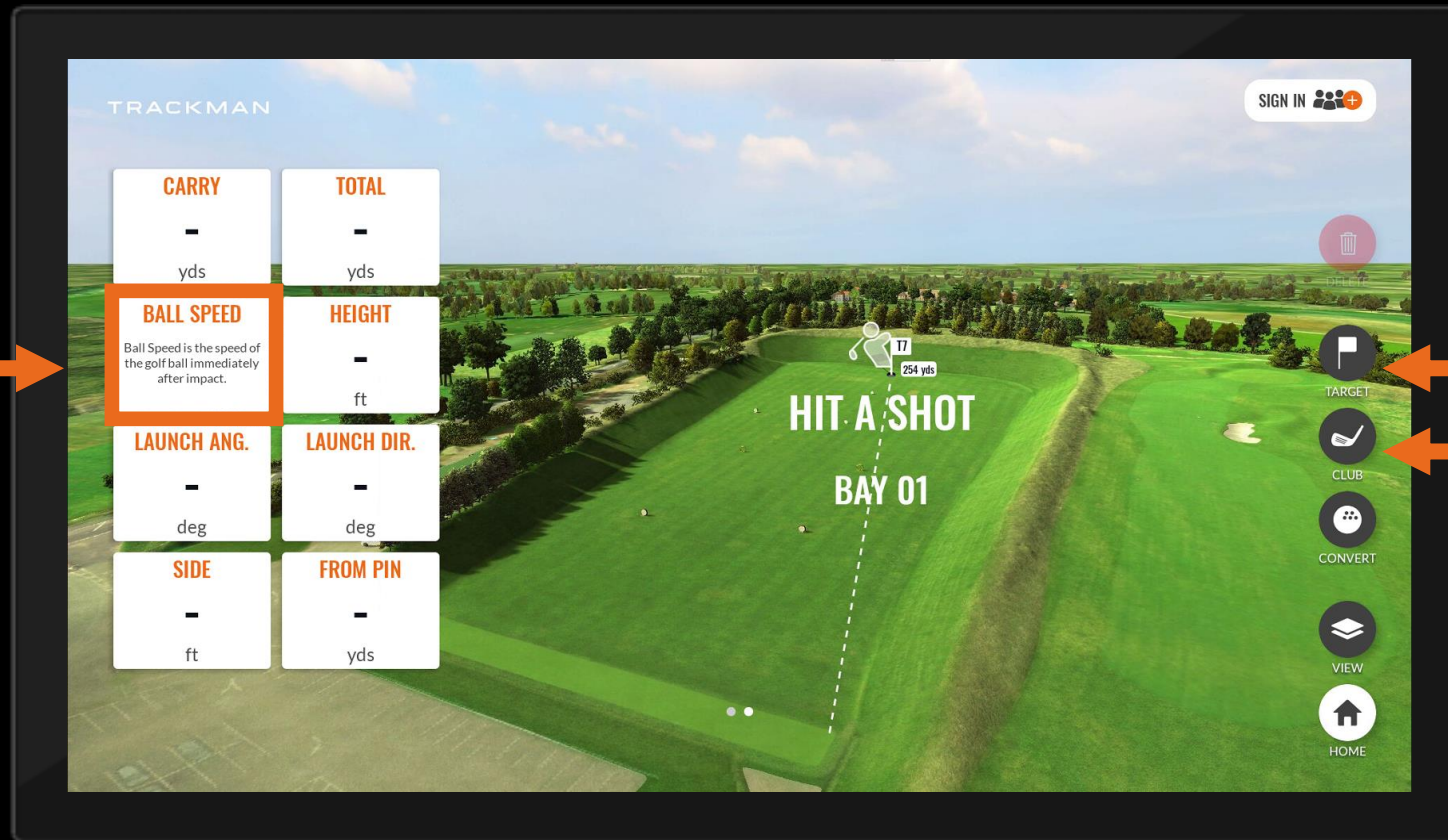 TRACKMAN
SIGN IN
CARRY
-
yds
TOTAL
-
yds
BALL SPEED
Ball Speed is the speed of
the golf ball immediately
after impact.
HEIGHT
-
ft
LAUNCH ANG.
-
deg
LAUNCH DIR.
-
deg
SIDE
-
ft
FROM PIN
-
yds
T7
254 yds
HIT A SHOT
BAY 01
DELETE
TARGET
CLUB
CONVERT
VIEW
HOME